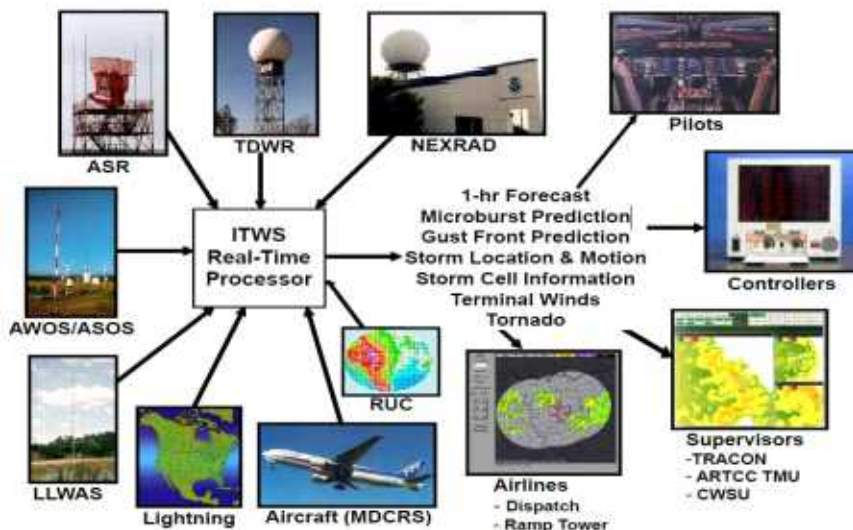 ASR
TDWR
NEXRAD
Pilots
ITWS
Real-Time
Processor
1-hr Forecast
Microburst Prediction
Gust Front Prediction
Storm Location & Motion
Storm Cell Information
Terminal Winds
Tornado
Controllers
AWOS/ASOS
RUC
LLWAS
Lightning
Aircraft (MDCRS)
Airlines
- Dispatch
- Ramp Tower
Supervisors
-TRACON
- ARTCC TMU
- CWSU